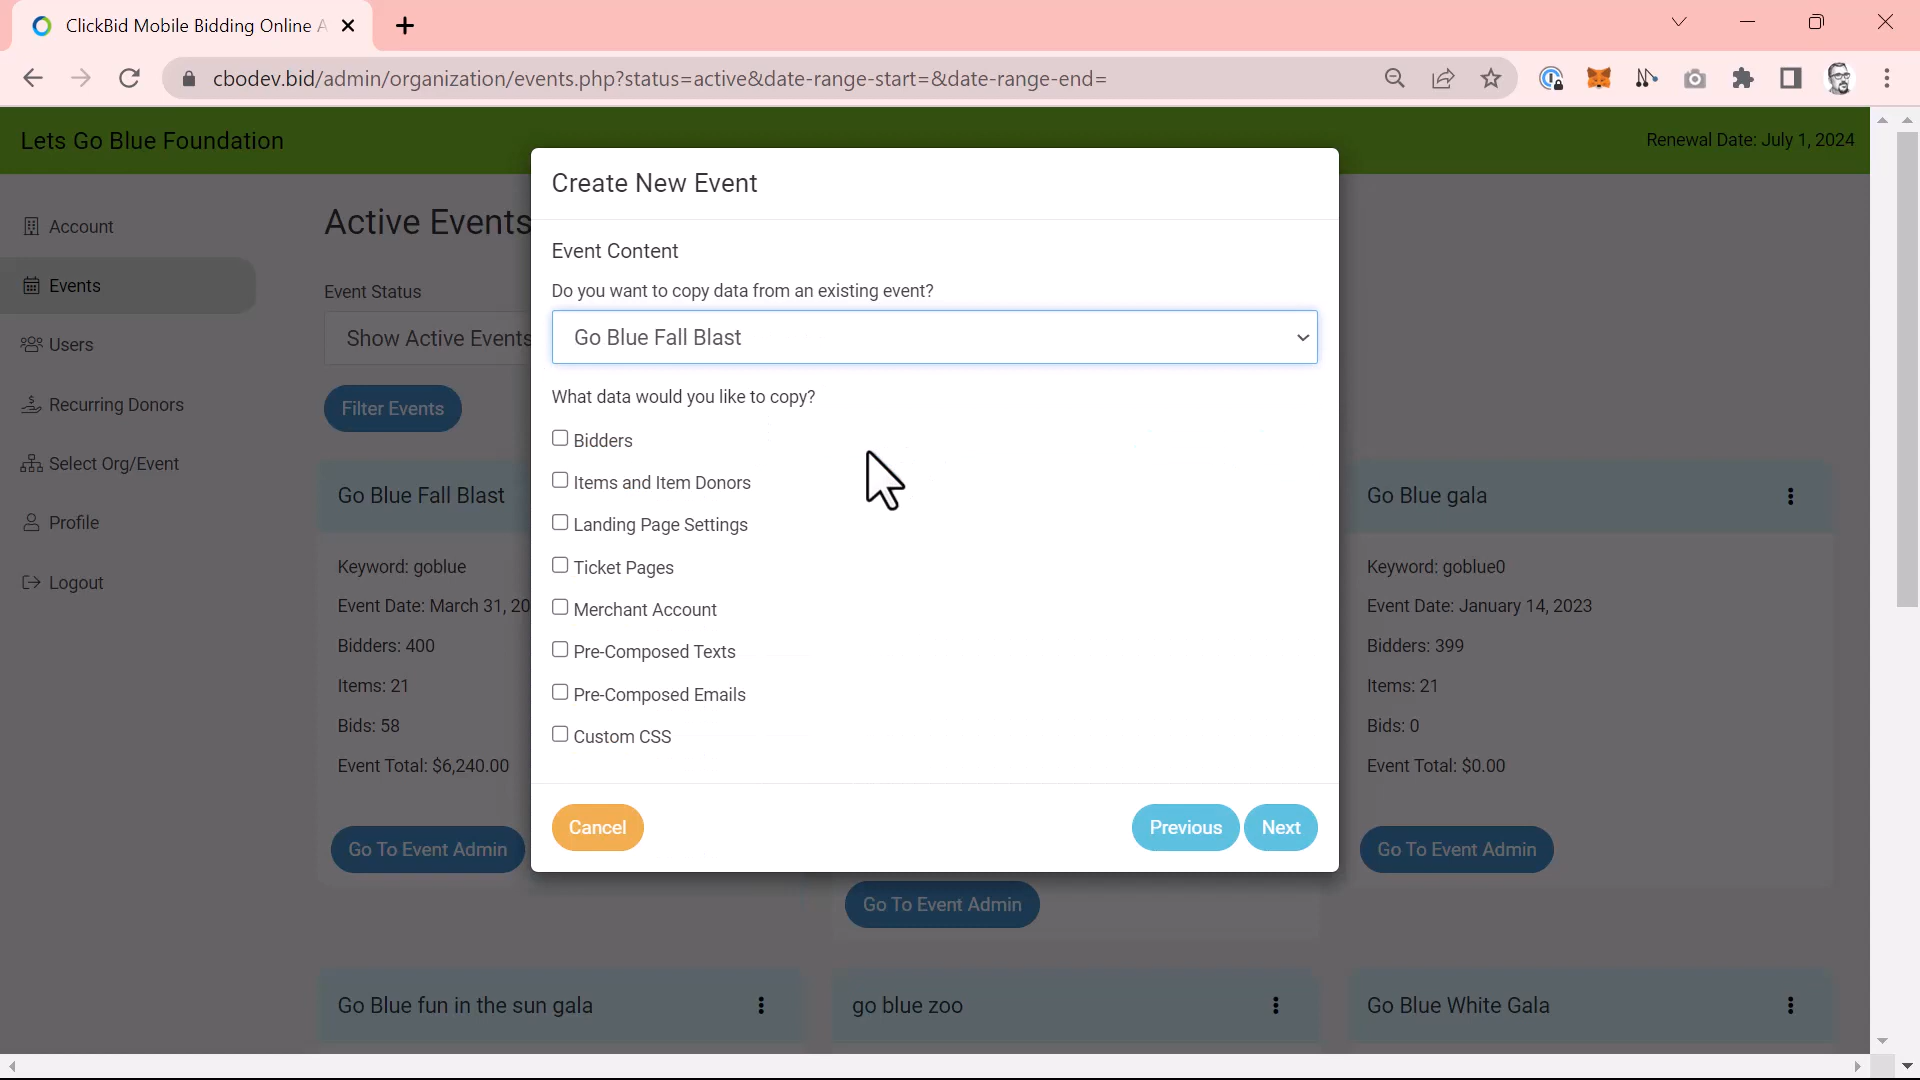 ClickBid Mobile Bidding Online A
cbodev.bid/admin/organization/events.php?status=active&date-range-start=&date-range-end=
Lets Go Blue Foundation
Renewal Date: July 1, 2024
Account
Events
Users
Recurring Donors
Select Org/Event
Profile
Logout
Active Events
Event Status
Show Active Events
Filter Events
Create New Event
Event Content
Do you want to copy data from an existing event?
Go Blue Fall Blast
What data would you like to copy?
Bidders
Items and Item Donors
Landing Page Settings
Ticket Pages
Merchant Account
Pre-Composed Texts
Pre-Composed Emails
Custom CSS
Cancel
Previous
Next
Go Blue Fall Blast
Keyword: goblue
Event Date: March 31, 20
Bidders: 400
Items: 21
Bids: 58
Event Total: $6,240.00
Go To Event Admin
Go To Event Admin
Go Blue gala
Keyword: goblue0
Event Date: January 14, 2023
Bidders: 399
Items: 21
Bids: 0
Event Total: $0.00
Go To Event Admin
Go Blue fun in the sun gala
go blue zoo
Go Blue White Gala